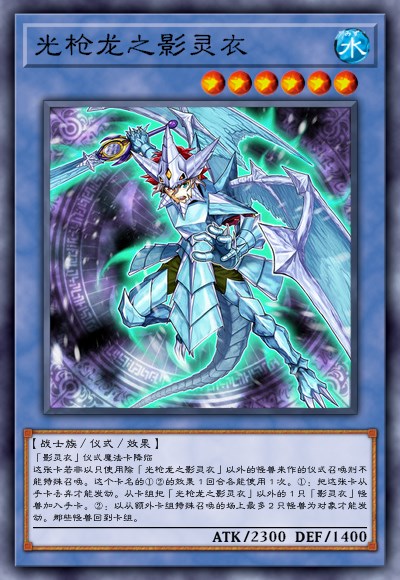 光枪龙之影灵衣
水
【战士族/仪式/效果】
「影灵衣」仪式魔法卡降临
这张卡若非以只使用除「光枪龙之影灵衣」以外的怪兽来作的仪式召唤则不
能特殊召唤。这个卡名的①②的效果1回合各能使用1次。①：把这张卡从
手卡丢弃才能发动。从卡组把「光枪龙之影灵衣」以外的1只「影灵衣」怪
兽加入手卡。②：以从额外卡组特殊召唤的场上最多2只怪兽为对象才能发
动。那些怪兽回到卡组。
ATK/2300 DEF/1400